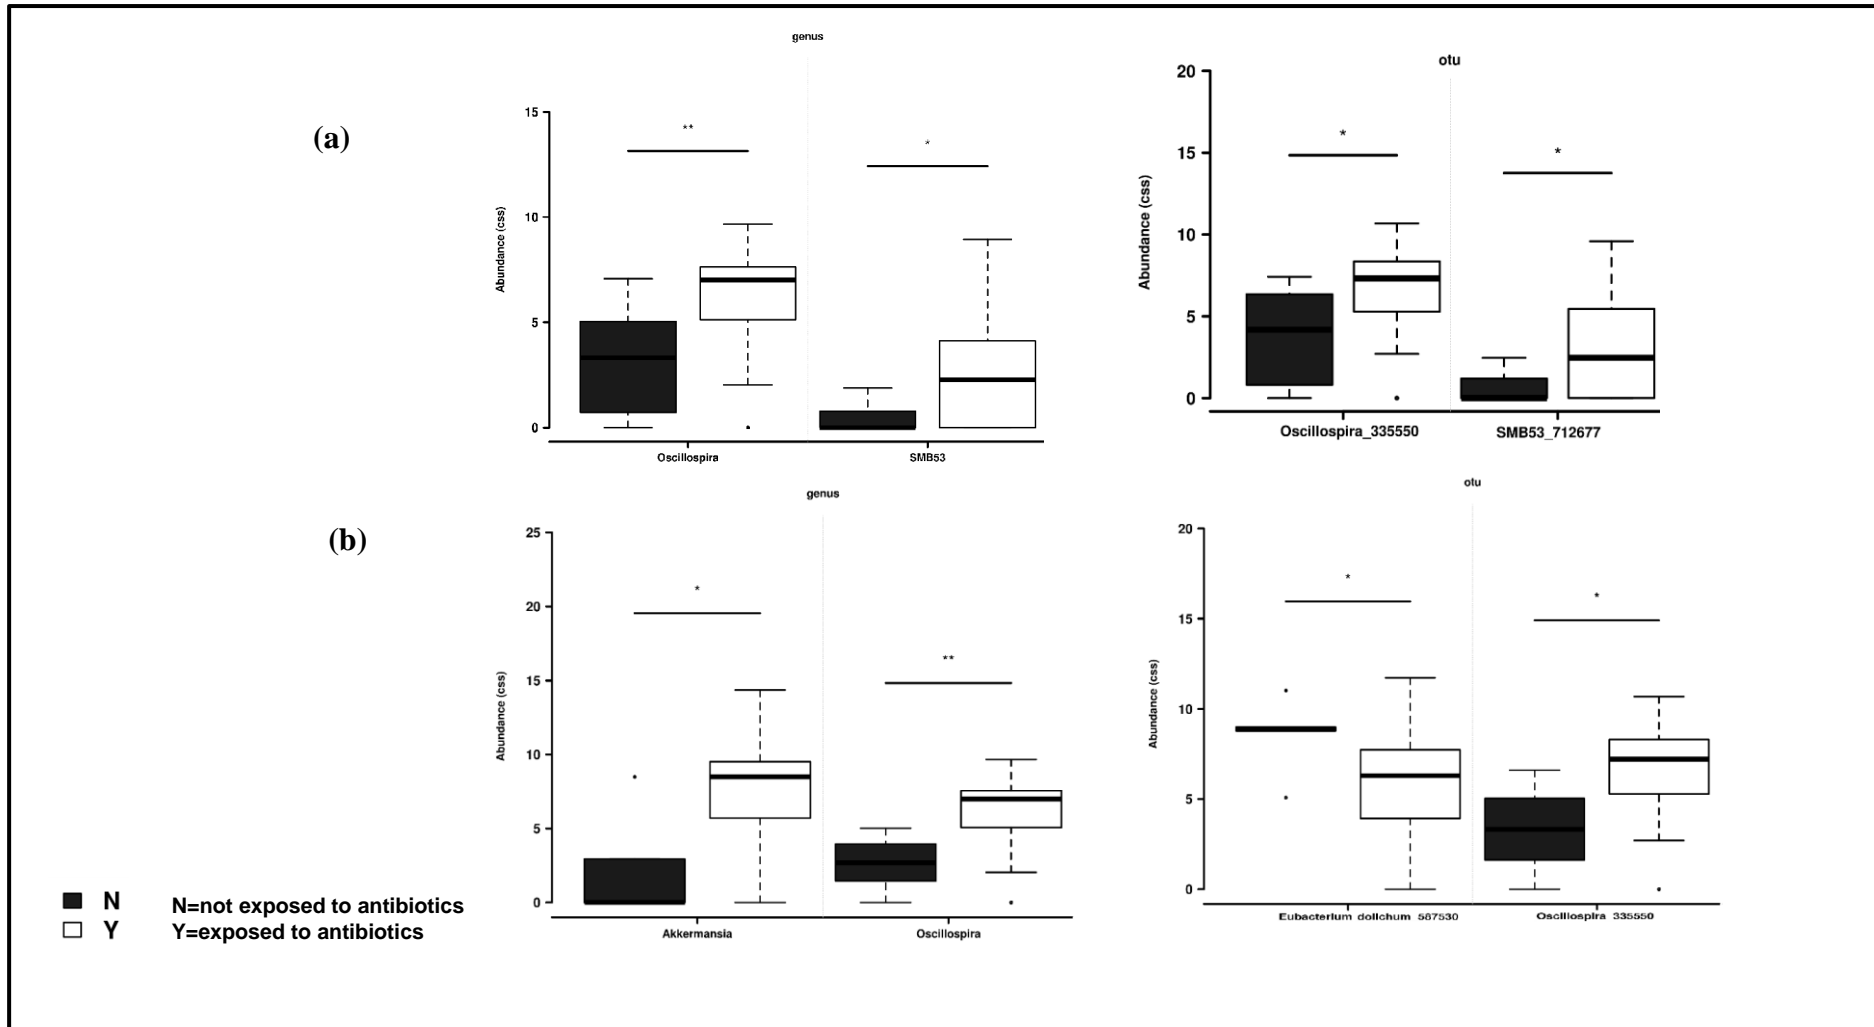 (a)
genus
15
10
5
0
Abundance (css)
**
*
Oscillospira
SMB53
otu
20
15
10
5
0
Abundance (css)
*
*
Oscillospira_335550
SMB53_712677
(b)
genus
25
20
15
10
5
0
Abundance (css)
*
**
Akkermansia
Oscillospira
otu
20
15
10
5
0
Abundance (css)
*
*
Eubacterium dolichum 587530
Oscillospira 335550
N N=not exposed to antibiotics
Y Y=exposed to antibiotics